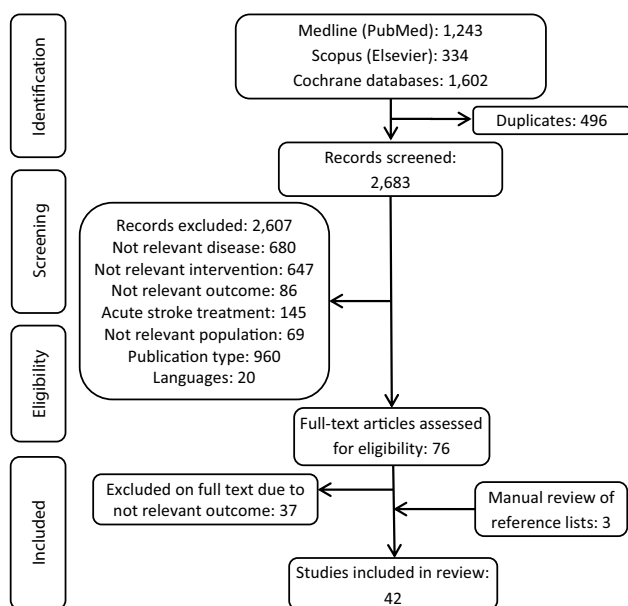 Identification
Medline (PubMed): 1,243
Scopus (Elsevier): 334
Cochrane databases: 1,602
Duplicates: 496
Records screened:
2,683
Screening
Records excluded: 2,607
Not relevant disease: 680
Not relevant intervention: 647
Not relevant outcome: 86
Acute stroke treatment: 145
Not relevant population: 69
Publication type: 960
Languages: 20
Eligibility
Full-text articles assessed
for eligibility: 76
Included
Excluded on full text due to
not relevant outcome: 37
Manual review of
reference lists: 3
Studies included in review:
42